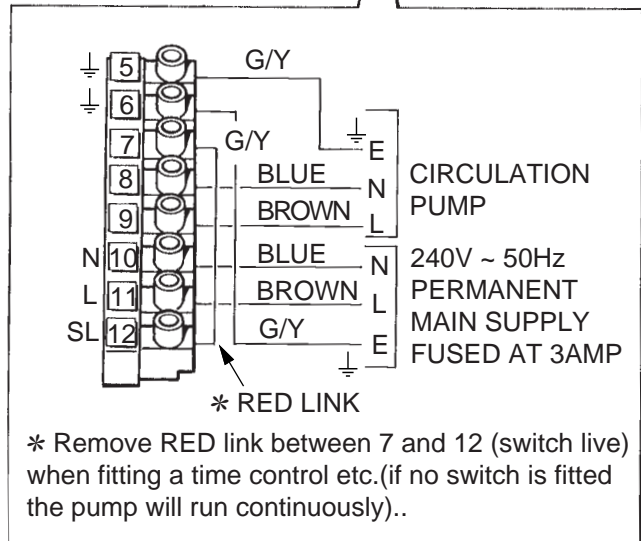 5 G/Y
6
7 G/Y E
8 BLUE N CIRCULATION
9 BROWN L PUMP
N 10 BLUE N 240V ~ 50Hz
L 11 BROWN L PERMANENT
SL 12 G/Y E MAIN SUPPLY
FUSED AT 3AMP
* RED LINK
* Remove RED link between 7 and 12 (switch live)
when fitting a time control etc.(if no switch is fitted
the pump will run continuously)..